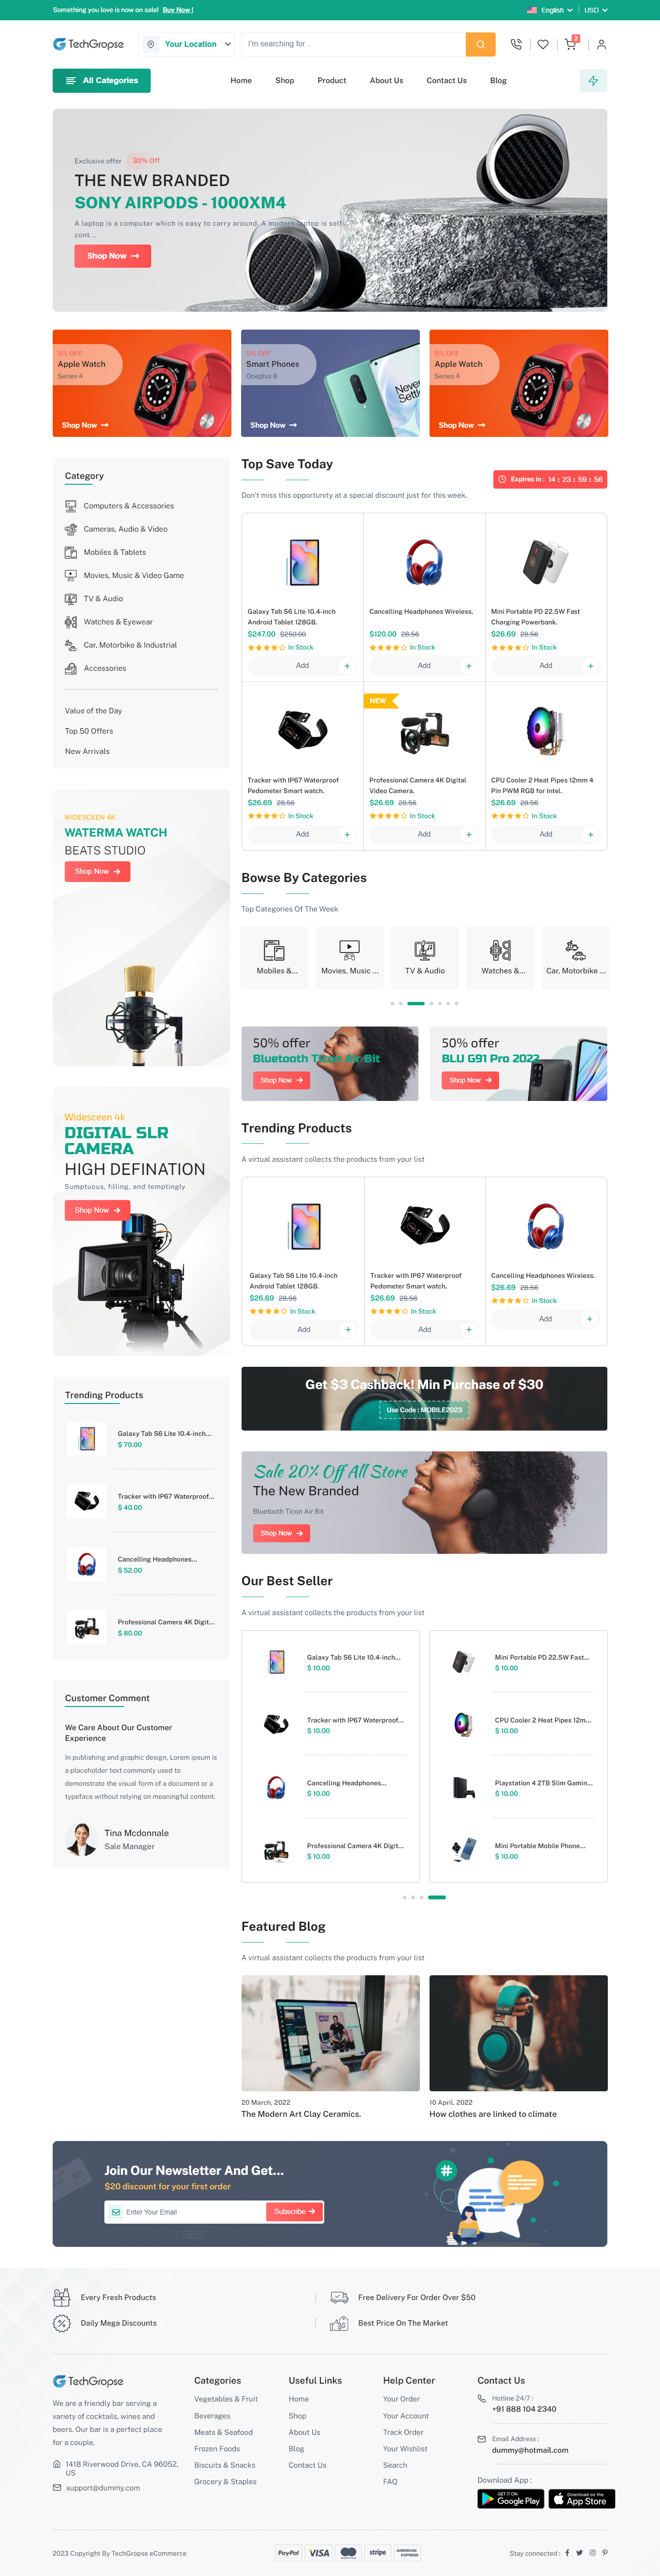 Something you love is now on sale! Buy Now !
English
USD
TechGropse
Your Location
I'm searching for...
2
All Categories
Home
Shop
Product
About Us
Contact Us
Blog
Exclusive offer 30% Off
THE NEW BRANDED
SONY AIRPODS - 1000XM4
A laptop is a computer which is easy to carry around. A modern laptop is self-
cont...
Shop Now
5% OFF
Apple Watch
Series 4
Shop Now
5% OFF
Smart Phones
Oneplus 8
Shop Now
5% OFF
Apple Watch
Series 4
Shop Now
Category
Computers & Accessories
Cameras, Audio & Video
Mobiles & Tablets
Movies, Music & Video Game
TV & Audio
Watches & Eyewear
Car, Motorbike & Industrial
Accessories
Value of the Day
Top 50 Offers
New Arrivals
WIDESCEEN 4K
WATERMA WATCH
BEATS STUDIO
Shop Now
Widesceen 4k
DIGITAL SLR
CAMERA
HIGH DEFINATION
Sumptuous, filling, and temptingly
Shop Now
Trending Products
Galaxy Tab S6 Lite 10.4-inch...
$ 70.00
Tracker with IP67 Waterproof...
$ 40.00
Cancelling Headphones...
$ 52.00
Professional Camera 4K Digit...
$ 80.00
Customer Comment
We Care About Our Customer
Experience
In publishing and graphic design, Lorem ipsum is
a placeholder text commonly used to
demonstrate the visual form of a document or a
typeface without relying on meaningful content.
Tina Mcdonnale
Sale Manager
Top Save Today
Don't miss this opportunity at a special discount just for this week.
Expires in : 14 : 23 : 59 : 56
Galaxy Tab S6 Lite 10.4-inch
Android Tablet 128GB.
$247.00 $250.00
In Stock
Add
Cancelling Headphones Wireless.
$120.00 28.56
In Stock
Add
Mini Portable PD 22.5W Fast
Charging Powerbank.
$26.69 28.56
In Stock
Add
Tracker with IP67 Waterproof
Pedometer Smart watch.
$26.69 28.56
In Stock
Add
NEW
Professional Camera 4K Digital
Video Camera.
$26.69 28.56
In Stock
Add
CPU Cooler 2 Heat Pipes 12mm 4
Pin PWM RGB for Intel.
$26.69 28.56
In Stock
Add
Bowse By Categories
Top Categories Of The Week
Mobiles &...
Movies, Music ...
TV & Audio
Watches &...
Car, Motorbike ...
50% offer
Bluetooth Ticon Air Bit
Shop Now
50% offer
BLU G91 Pro 2022
Shop Now
Trending Products
A virtual assistant collects the products from your list
Galaxy Tab S6 Lite 10.4-inch
Android Tablet 128GB.
$26.69 28.56
In Stock
Add
Tracker with IP67 Waterproof
Pedometer Smart watch.
$26.69 28.56
In Stock
Add
Cancelling Headphones Wireless.
$26.69 28.56
In Stock
Add
Get $3 Cashback! Min Purchase of $30
Use Code : MOBILE2023
Sale 20% Off All Store
The New Branded
Bluetooth Ticon Air Bit
Shop Now
Our Best Seller
A virtual assistant collects the products from your list
Galaxy Tab S6 Lite 10.4-inch...
$ 10.00
Tracker with IP67 Waterproof...
$ 10.00
Cancelling Headphones...
$ 10.00
Professional Camera 4K Digit...
$ 10.00
Mini Portable PD 22.5W Fast...
$ 10.00
CPU Cooler 2 Heat Pipes 12m...
$ 10.00
Playstation 4 2TB Slim Gamin...
$ 10.00
Mini Portable Mobile Phone...
$ 10.00
Featured Blog
A virtual assistant collects the products from your list
20 March, 2022
The Modern Art Clay Ceramics.
10 April, 2022
How clothes are linked to climate
Join Our Newsletter And Get...
$20 discount for your first order
Enter Your Email
Subscribe
#
Every Fresh Products
Free Delivery For Order Over $50
Daily Mega Discounts
Best Price On The Market
TechGropse
We are a friendly bar serving a
variety of cocktails, wines and
beers. Our bar is a perfect place
for a couple.
1418 Riverwood Drive, CA 96052,
US
support@dummy.com
Categories
Vegetables & Fruit
Beverages
Meats & Seafood
Frozen Foods
Biscuits & Snacks
Grocery & Staples
Useful Links
Home
Shop
About Us
Blog
Contact Us
Help Center
Your Order
Your Account
Track Order
Your Wishlist
Search
FAQ
Contact Us
Hotline 24/7 :
+91 888 104 2340
Email Address :
dummy@hotmail.com
Download App :
GET IT ON
Google Play
Download on the
App Store
2023 Copyright By TechGropse eCommerce
PayPal
VISA
stripe
AMERICAN
EXPRESS
Stay connected :